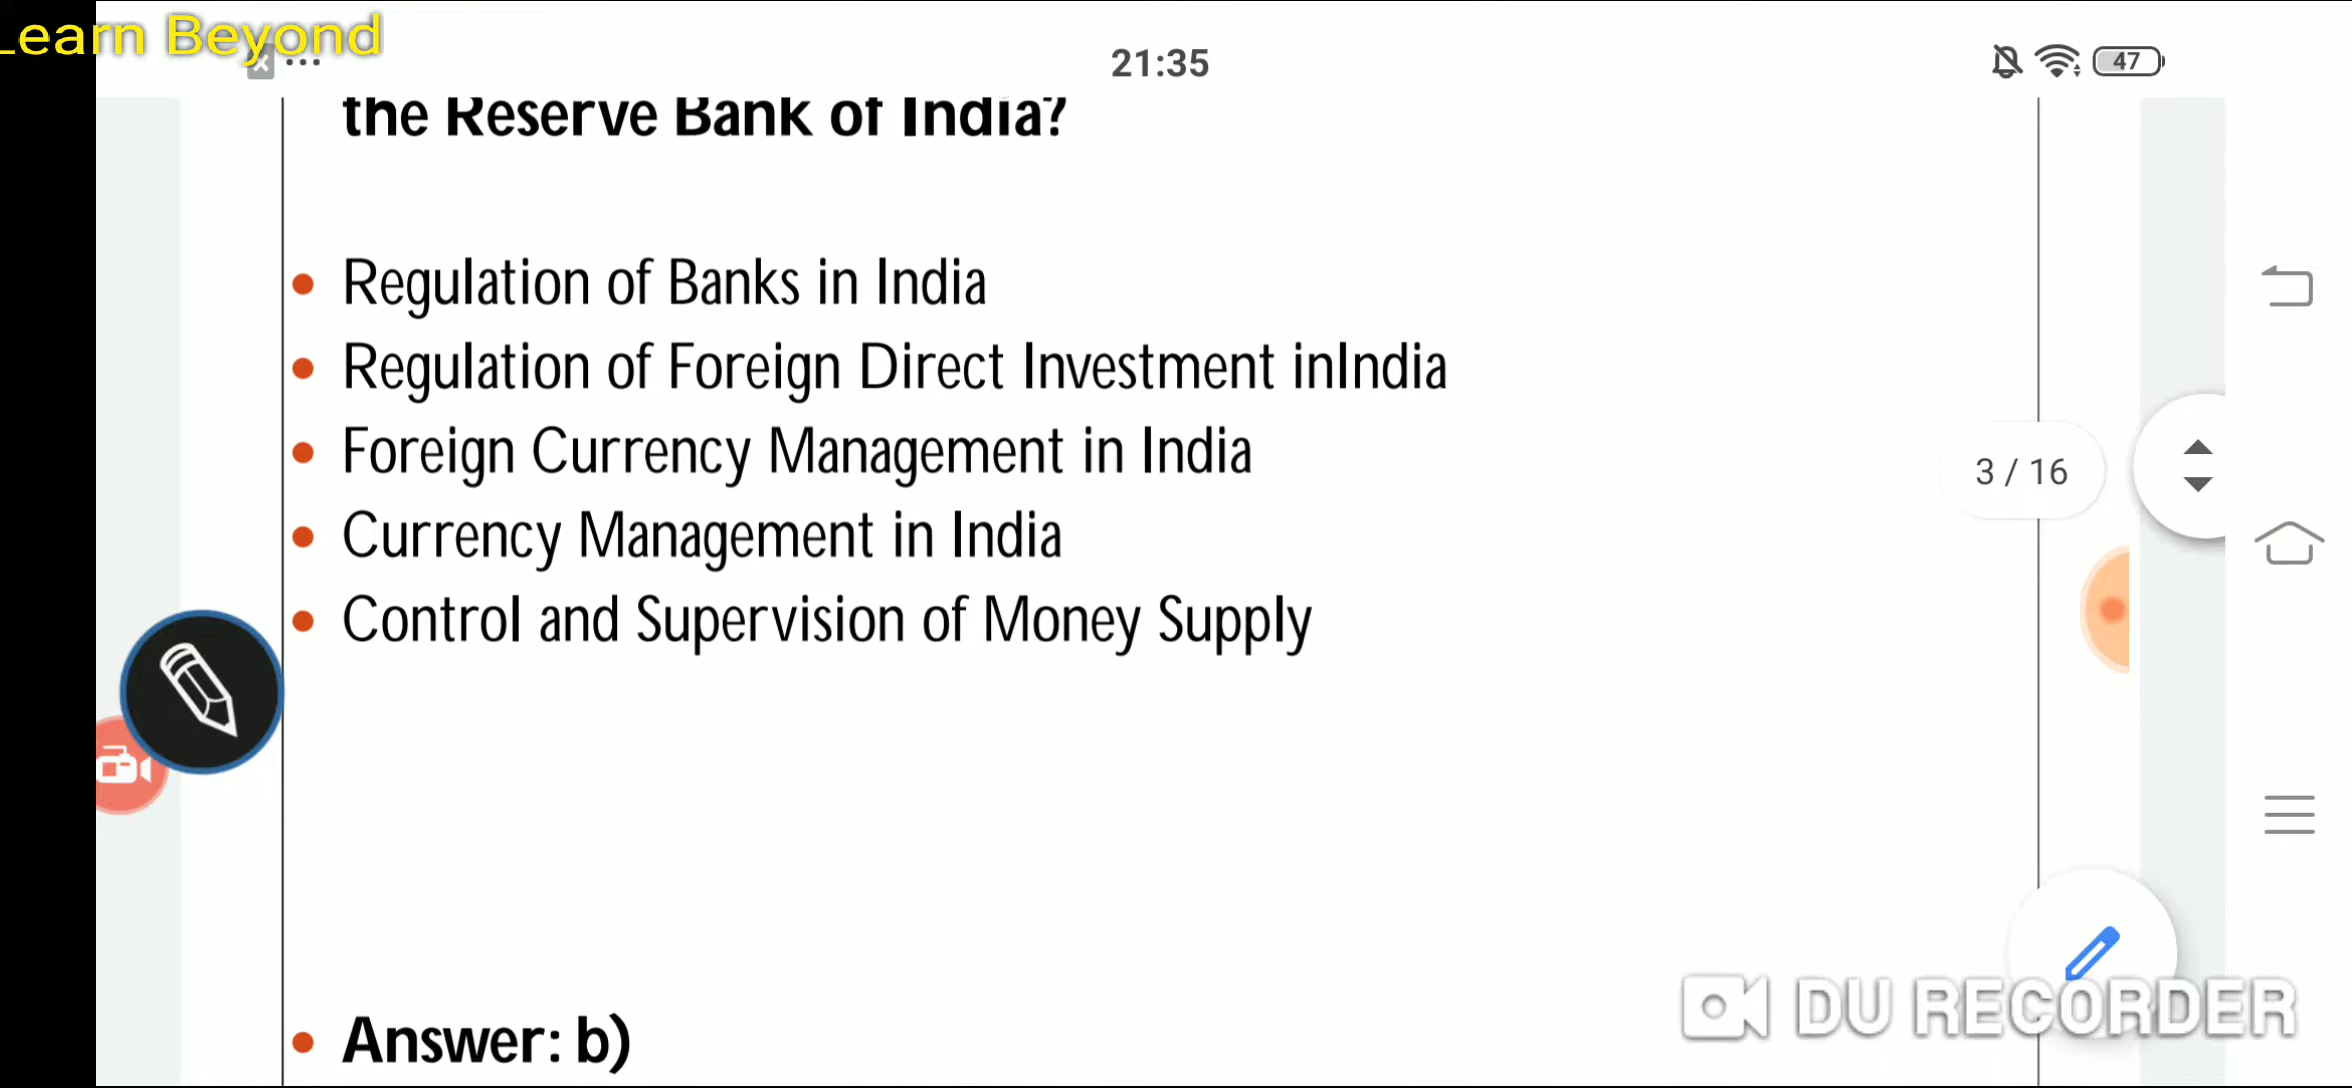 Learn Beyond
21:35
47
the Reserve Bank of India?
• Regulation of Banks in India
• Regulation of Foreign Direct Investment inIndia
• Foreign Currency Management in India
3 / 16
• Currency Management in India
• Control and Supervision of Money Supply
DU RECORDER
• Answer: b)